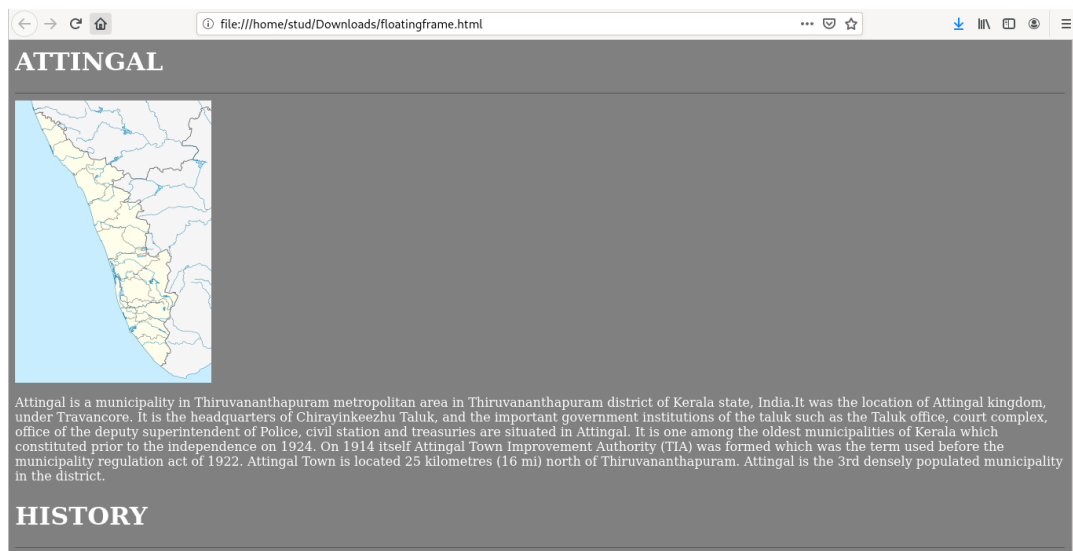 file:///home/stud/Downloads/floatingframe.html
ATTINGAL
Attingal is a municipality in Thiruvananthapuram metropolitan area in Thiruvananthapuram district of Kerala state, India.It was the location of Attingal kingdom,
under Travancore. It is the headquarters of Chirayinkeezhu Taluk, and the important government institutions of the taluk such as the Taluk office, court complex,
office of the deputy superintendent of Police, civil station and treasuries are situated in Attingal. It is one among the oldest municipalities of Kerala which
constituted prior to the independence on 1924. On 1914 itself Attingal Town Improvement Authority (TIA) was formed which was the term used before the
municipality regulation act of 1922. Attingal Town is located 25 kilometres (16 mi) north of Thiruvananthapuram. Attingal is the 3rd densely populated municipality
in the district.
HISTORY